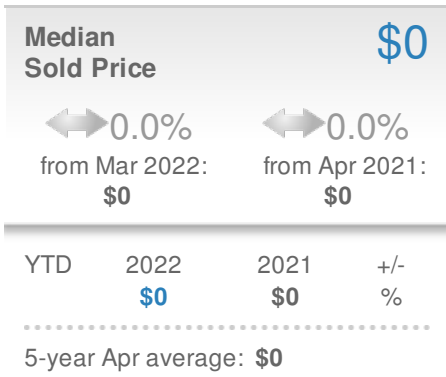 Median $0
Sold Price
0.0% 0.0%
from Mar 2022: from Apr 2021:
$0 $0
YTD 2022 2021 +/-
$0 $0 %
5-year Apr average: $0